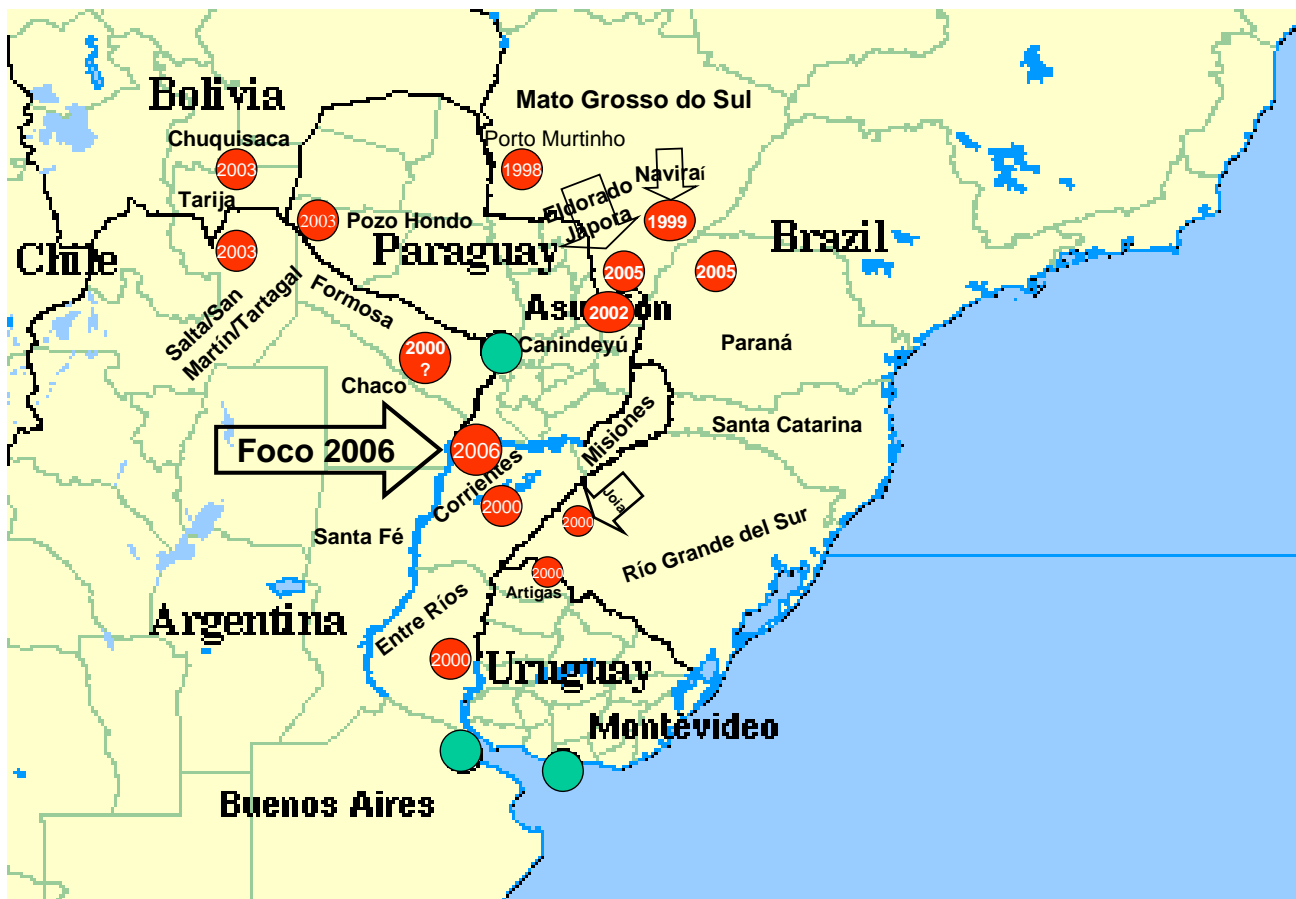 Bolivia
Mato Grosso do Sul
Chuquisaca
Porto Murtinho
2003
1998
Naviraí
Tarija
Eldorado
Japota
2003
Pozo Hondo
1999
2003
Paraguay
Brazil
Chile
2005
2005
Formosa
Asunción
2002
Salta/San
Martín/Tartagal
2000
?
Canindeyú
Paraná
Chaco
Misiones
Santa Catarina
Foco 2006
2006
Corrientes
2000
Joia
2000
Santa Fé
Río Grande del Sur
2000
Artigas
Argentina
Entre Ríos
2000
Uruguay
Montevideo
Buenos Aires